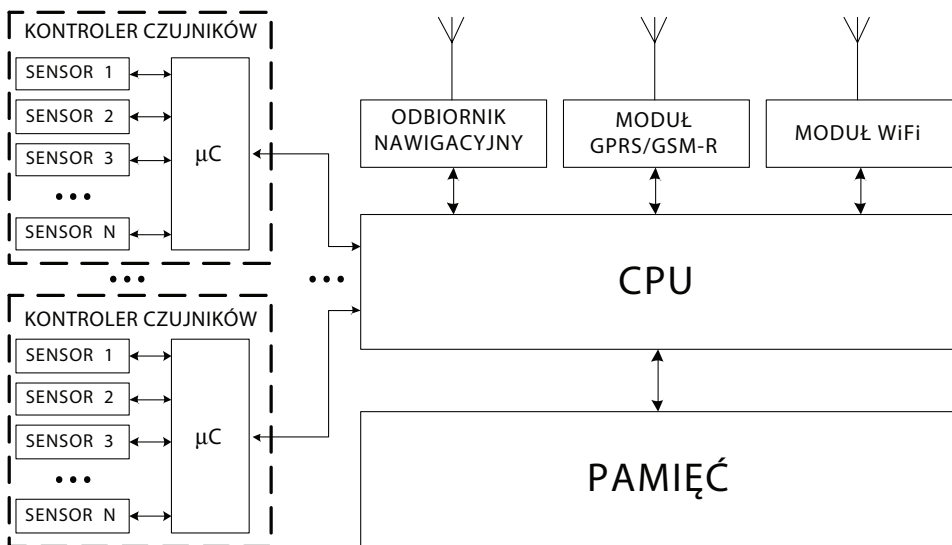 KONTROLER CZUJNIKÓW
SENSOR 1
SENSOR 2
SENSOR 3
•••
SENSOR N
µC
•••
KONTROLER CZUJNIKÓW
SENSOR 1
SENSOR 2
SENSOR 3
•••
SENSOR N
µC
•••
ODBIORNIK
NAWIGACYJNY
MODUŁ
GPRS/GSM-R
MODUŁ WiFi
CPU
PAMIĘĆ